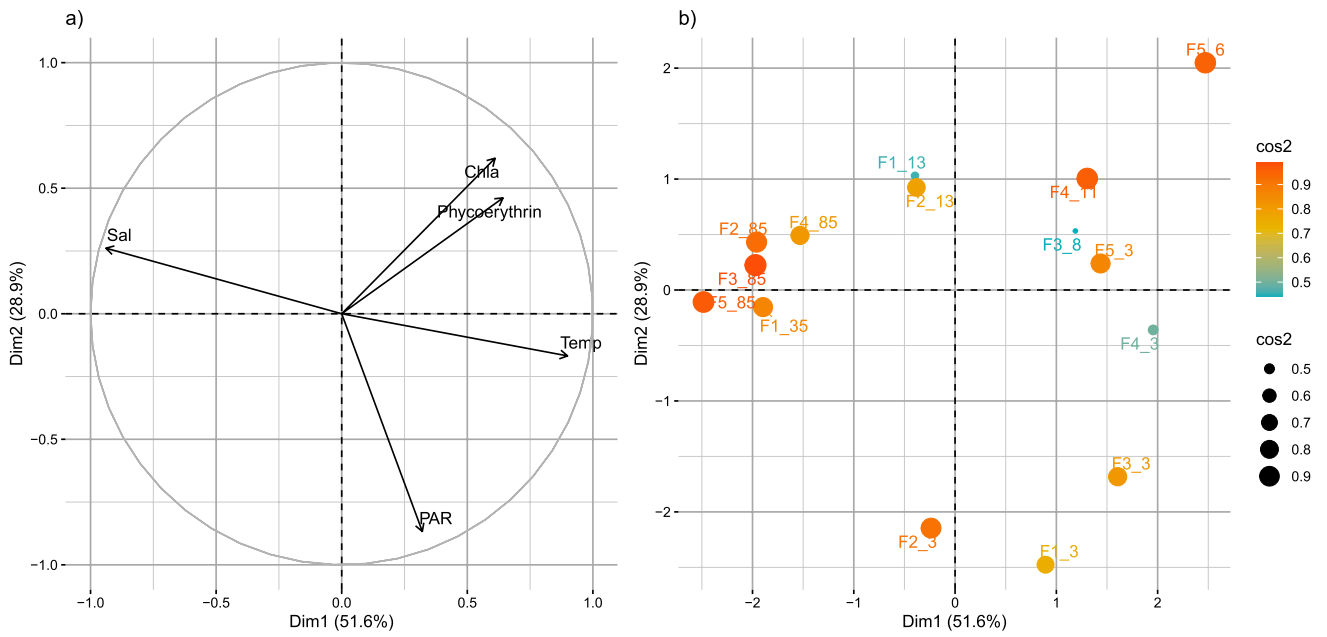 a)
1.0
0.5
0.0
−0.5
−1.0
−1.0
−0.5
0.0
0.5
1.0
Dim1 (51.6%)
Dim2 (28.9%)
Chla
Phycoerythrin
Sal
Temp
PAR
b)
2
1
0
−1
−2
−2
−1
0
1
2
Dim1 (51.6%)
Dim2 (28.9%)
F5_6
F1_13
F2_13
F4_11
F2_85
F4_85
F3_8
F5_3
F3_85
F5_85
F1_35
F4_3
F3_3
F2_3
F1_3
cos2
0.9
0.8
0.7
0.6
0.5
cos2
0.5
0.6
0.7
0.8
0.9